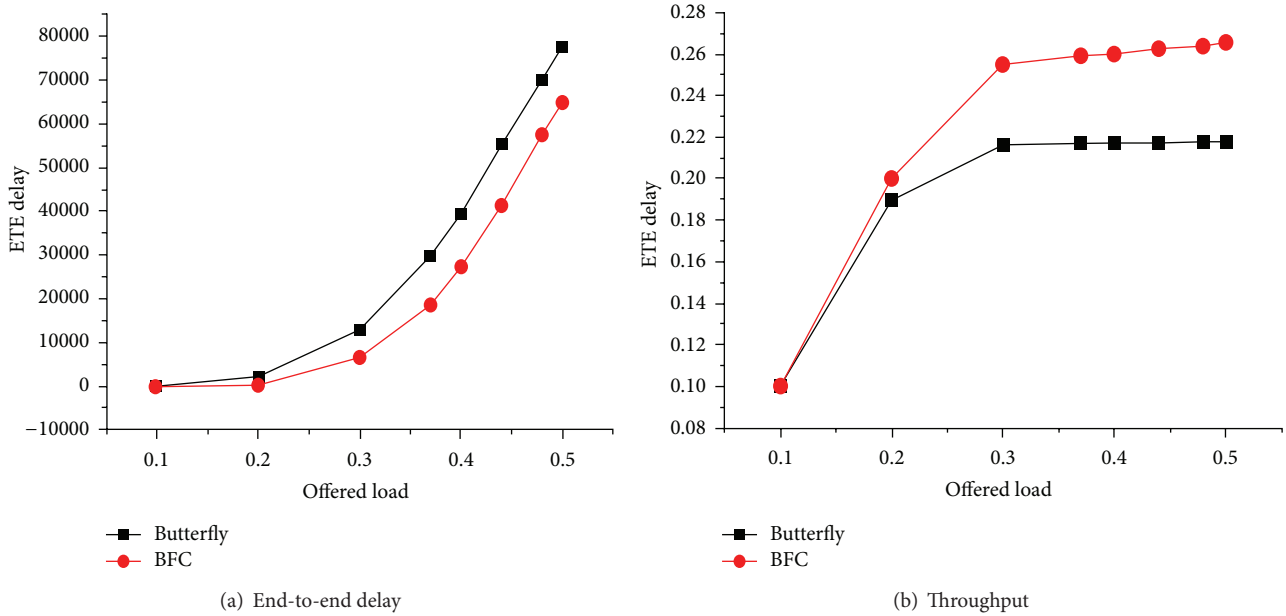 80000
70000
60000
50000
40000
30000
20000
10000
0
−10000
ETE delay
0.1 0.2 0.3 0.4 0.5
Offered load
Butterfly
BFC
(a) End-to-end delay
0.28
0.26
0.24
0.22
0.20
0.18
0.16
0.14
0.12
0.10
0.08
ETE delay
0.1 0.2 0.3 0.4 0.5
Offered load
Butterfly
BFC
(b) Throughput